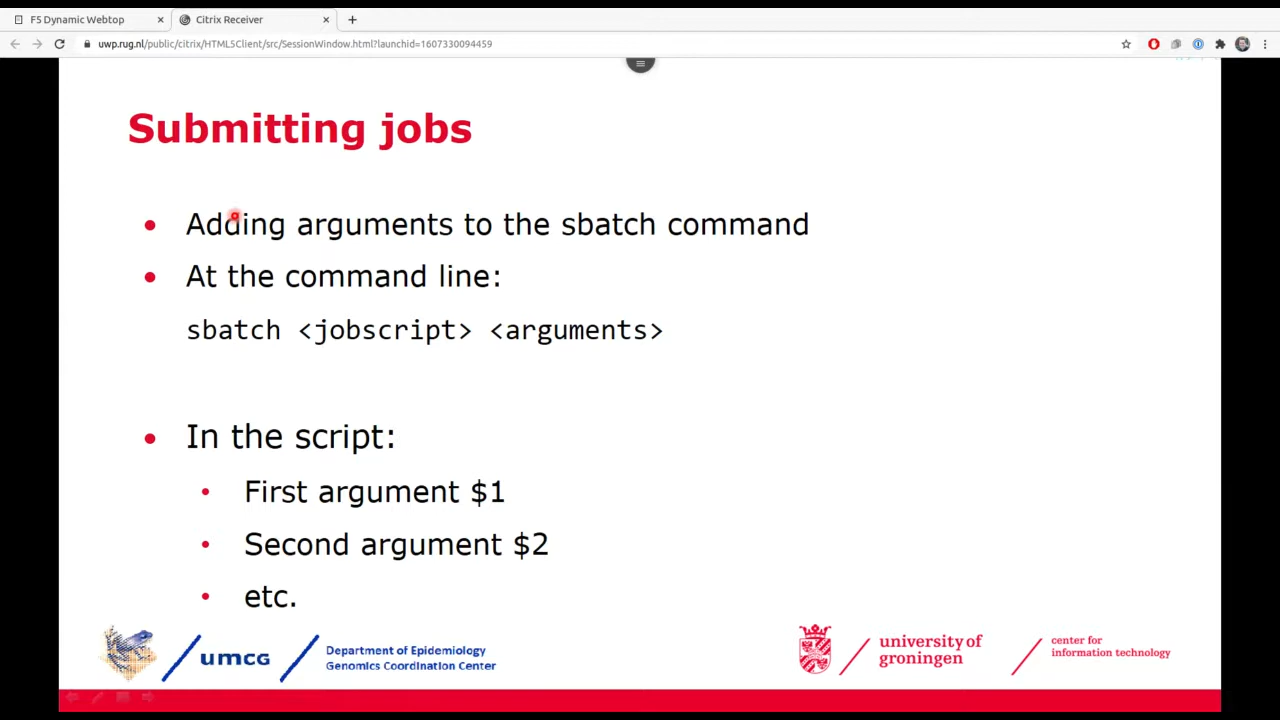 F5 Dynamic Webtop
Citrix Receiver
uwp.rug.nl/public/citrix/HTML5Client/src/SessionWindow.html?launchid=1607330094459
Submitting jobs
• Adding arguments to the sbatch command
• At the command line:
sbatch <jobscript> <arguments>
• In the script:
• First argument $1
• Second argument $2
• etc.
umcg
Department of Epidemiology
Genomics Coordination Center
university of
groningen
center for
information technology